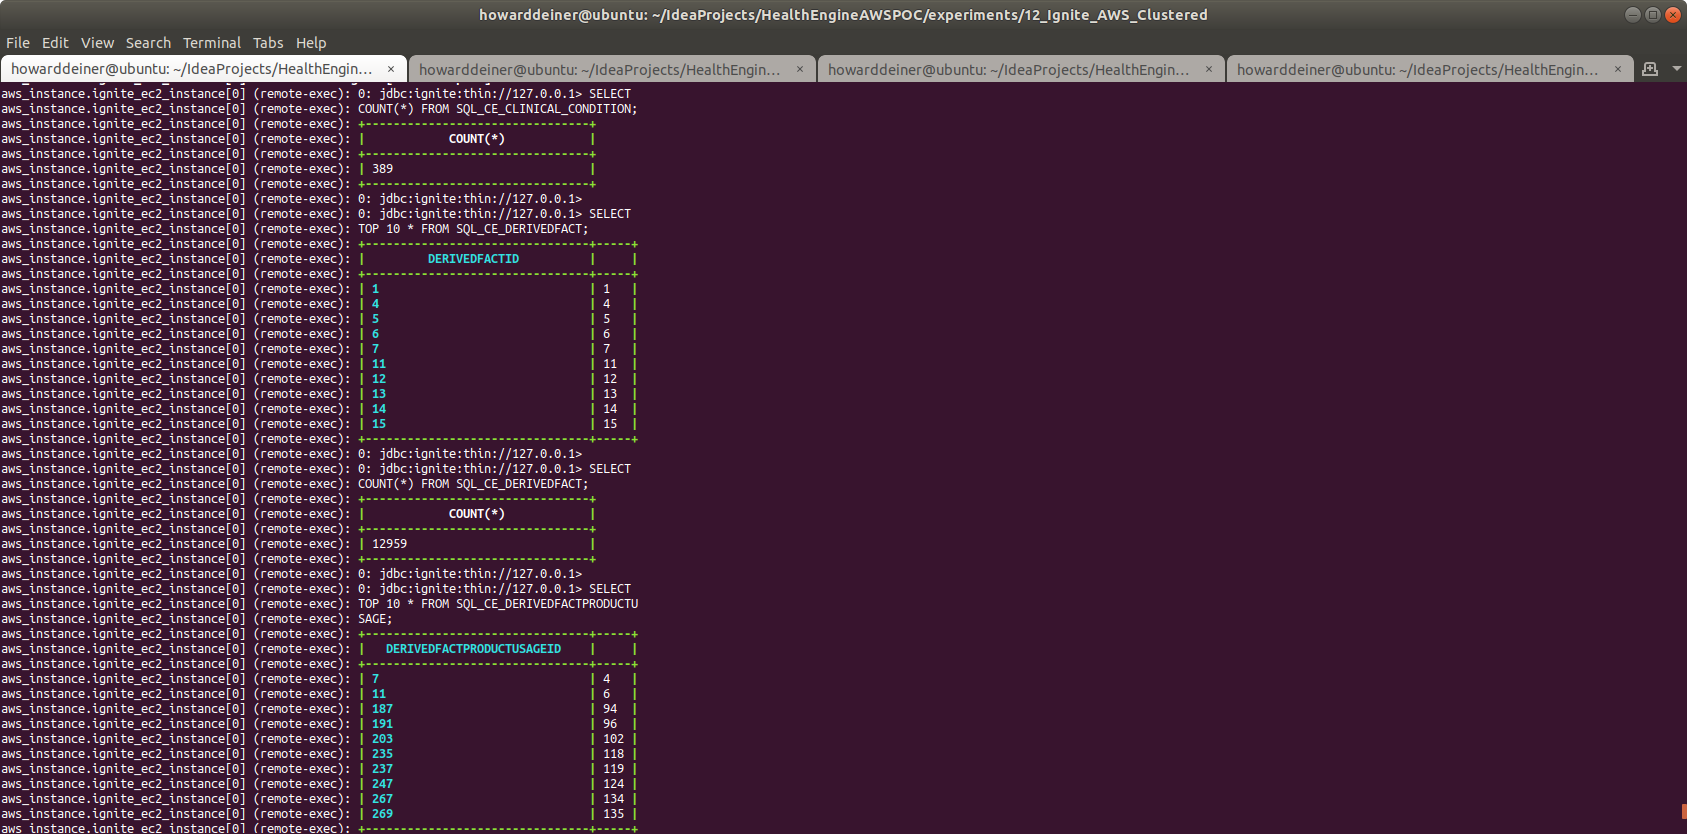 howarddeiner@ubuntu: ~/IdeaProjects/HealthEngineAWSPOC/experiments/12_Ignite_AWS_Clustered
File Edit View Search Terminal Tabs Help
howarddeiner@ubuntu: ~/IdeaProjects/HealthEngin... × howarddeiner@ubuntu: ~/IdeaProjects/HealthEngin... × howarddeiner@ubuntu: ~/IdeaProjects/HealthEngin... × howarddeiner@ubuntu: ~/IdeaProjects/HealthEngin... ×
aws_instance.ignite_ec2_instance[0] (remote-exec): 0: jdbc:ignite:thin://127.0.0.1> SELECT
aws_instance.ignite_ec2_instance[0] (remote-exec): COUNT(*) FROM SQL_CE_CLINICAL_CONDITION;
aws_instance.ignite_ec2_instance[0] (remote-exec): +--------------------------------+
aws_instance.ignite_ec2_instance[0] (remote-exec): |            COUNT(*)            |
aws_instance.ignite_ec2_instance[0] (remote-exec): +--------------------------------+
aws_instance.ignite_ec2_instance[0] (remote-exec): | 389                            |
aws_instance.ignite_ec2_instance[0] (remote-exec): +--------------------------------+
aws_instance.ignite_ec2_instance[0] (remote-exec): 0: jdbc:ignite:thin://127.0.0.1>
aws_instance.ignite_ec2_instance[0] (remote-exec): 0: jdbc:ignite:thin://127.0.0.1> SELECT
aws_instance.ignite_ec2_instance[0] (remote-exec): TOP 10 * FROM SQL_CE_DERIVEDFACT;
aws_instance.ignite_ec2_instance[0] (remote-exec): +--------------------------------+-----+
aws_instance.ignite_ec2_instance[0] (remote-exec): |         DERIVEDFACTID          |     |
aws_instance.ignite_ec2_instance[0] (remote-exec): +--------------------------------+-----+
aws_instance.ignite_ec2_instance[0] (remote-exec): | 1                              | 1   |
aws_instance.ignite_ec2_instance[0] (remote-exec): | 4                              | 4   |
aws_instance.ignite_ec2_instance[0] (remote-exec): | 5                              | 5   |
aws_instance.ignite_ec2_instance[0] (remote-exec): | 6                              | 6   |
aws_instance.ignite_ec2_instance[0] (remote-exec): | 7                              | 7   |
aws_instance.ignite_ec2_instance[0] (remote-exec): | 11                             | 11  |
aws_instance.ignite_ec2_instance[0] (remote-exec): | 12                             | 12  |
aws_instance.ignite_ec2_instance[0] (remote-exec): | 13                             | 13  |
aws_instance.ignite_ec2_instance[0] (remote-exec): | 14                             | 14  |
aws_instance.ignite_ec2_instance[0] (remote-exec): | 15                             | 15  |
aws_instance.ignite_ec2_instance[0] (remote-exec): +--------------------------------+-----+
aws_instance.ignite_ec2_instance[0] (remote-exec): 0: jdbc:ignite:thin://127.0.0.1>
aws_instance.ignite_ec2_instance[0] (remote-exec): 0: jdbc:ignite:thin://127.0.0.1> SELECT
aws_instance.ignite_ec2_instance[0] (remote-exec): COUNT(*) FROM SQL_CE_DERIVEDFACT;
aws_instance.ignite_ec2_instance[0] (remote-exec): +--------------------------------+
aws_instance.ignite_ec2_instance[0] (remote-exec): |            COUNT(*)            |
aws_instance.ignite_ec2_instance[0] (remote-exec): +--------------------------------+
aws_instance.ignite_ec2_instance[0] (remote-exec): | 12959                          |
aws_instance.ignite_ec2_instance[0] (remote-exec): +--------------------------------+
aws_instance.ignite_ec2_instance[0] (remote-exec): 0: jdbc:ignite:thin://127.0.0.1>
aws_instance.ignite_ec2_instance[0] (remote-exec): 0: jdbc:ignite:thin://127.0.0.1> SELECT
aws_instance.ignite_ec2_instance[0] (remote-exec): TOP 10 * FROM SQL_CE_DERIVEDFACTPRODUCTU
aws_instance.ignite_ec2_instance[0] (remote-exec): SAGE;
aws_instance.ignite_ec2_instance[0] (remote-exec): +--------------------------------+-----+
aws_instance.ignite_ec2_instance[0] (remote-exec): |   DERIVEDFACTPRODUCTUSAGEID    |     |
aws_instance.ignite_ec2_instance[0] (remote-exec): +--------------------------------+-----+
aws_instance.ignite_ec2_instance[0] (remote-exec): | 7                              | 4   |
aws_instance.ignite_ec2_instance[0] (remote-exec): | 11                             | 6   |
aws_instance.ignite_ec2_instance[0] (remote-exec): | 187                            | 94  |
aws_instance.ignite_ec2_instance[0] (remote-exec): | 191                            | 96  |
aws_instance.ignite_ec2_instance[0] (remote-exec): | 203                            | 102 |
aws_instance.ignite_ec2_instance[0] (remote-exec): | 235                            | 118 |
aws_instance.ignite_ec2_instance[0] (remote-exec): | 237                            | 119 |
aws_instance.ignite_ec2_instance[0] (remote-exec): | 247                            | 124 |
aws_instance.ignite_ec2_instance[0] (remote-exec): | 267                            | 134 |
aws_instance.ignite_ec2_instance[0] (remote-exec): | 269                            | 135 |
aws_instance.ignite_ec2_instance[0] (remote-exec): +--------------------------------+-----+